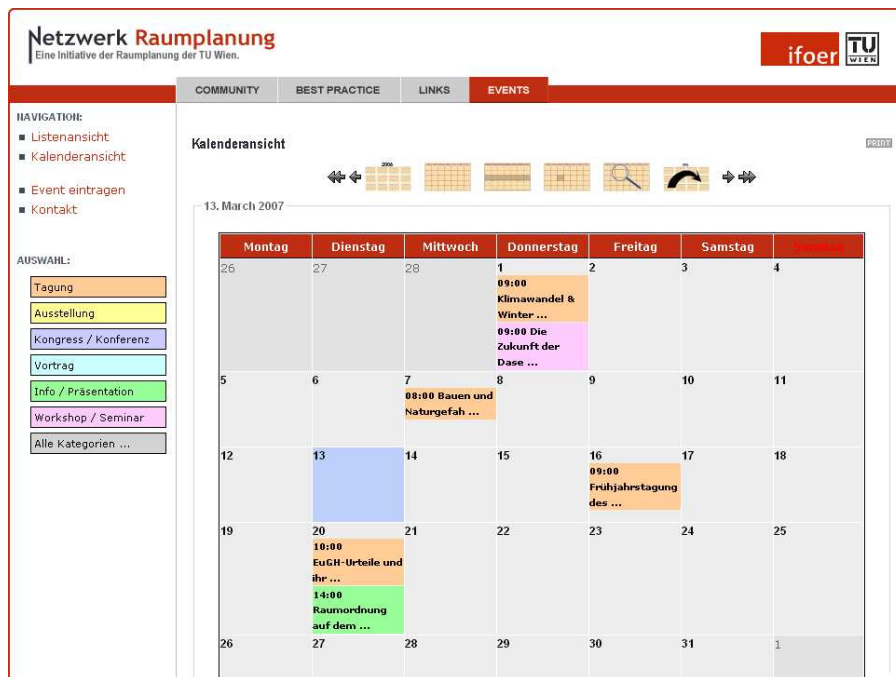 Netzwerk Raumplanung
Eine Initiative der Raumplanung der TU Wien.
ifoer
TU
WIEN
COMMUNITY
BEST PRACTICE
LINKS
EVENTS
NAVIGATION:
Listenansicht
Kalenderansicht
Event eintragen
Kontakt
AUSWAHL:
Tagung
Ausstellung
Kongress / Konferenz
Vortrag
Info / Präsentation
Workshop / Seminar
Alle Kategorien ...
Kalenderansicht
PRINT
2006
13. March 2007
Montag Dienstag Mittwoch Donnerstag Freitag Samstag Sonntag
26 27 28 1 2 3 4
09:00
Klimawandel &
Winter ...
09:00 Die
Zukunft der
Dase ...
5 6 7 8 9 10 11
08:00 Bauen und
Naturgefah ...
12 13 14 15 16 17 18
09:00
Frühjahrstagung
des ...
19 20 21 22 23 24 25
10:00
EuGH-Urteile und
ihr ...
14:00
Raumordnung
auf dem ...
26 27 28 29 30 31 1